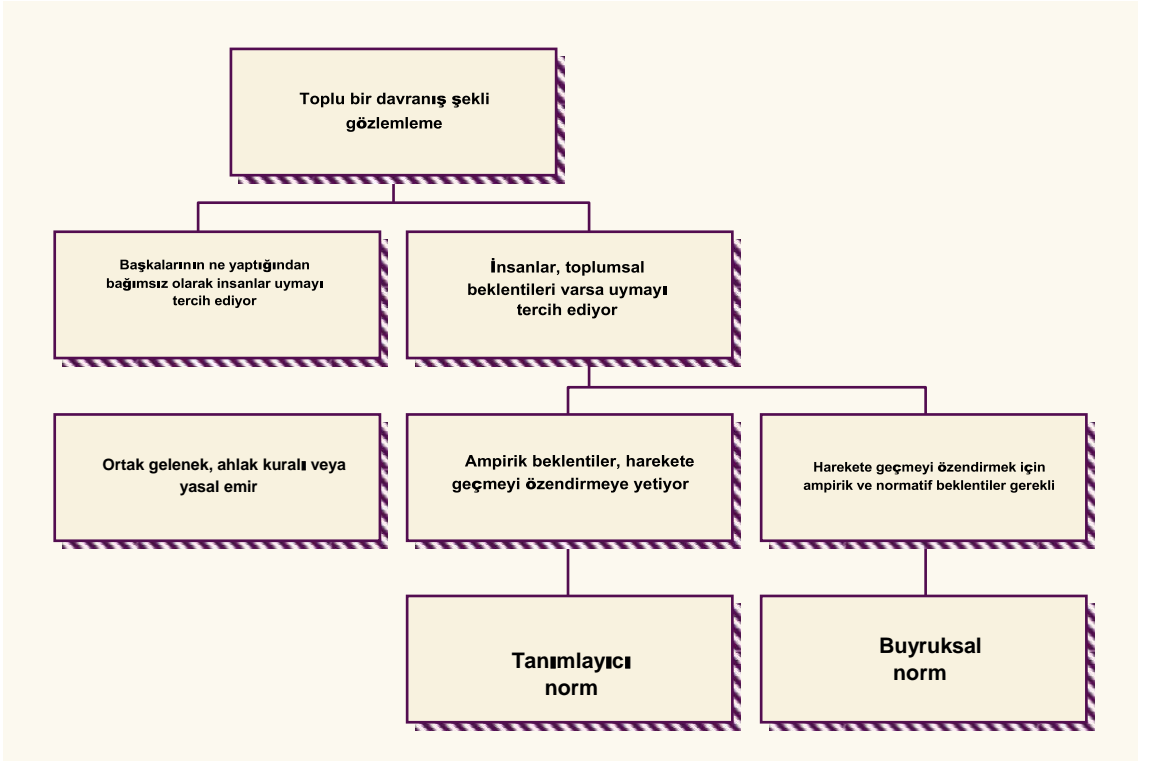 Toplu bir davranış şekli
gözlemleme
Başkalarının ne yaptığından
bağımsız olarak insanlar uymayı
tercih ediyor
İnsanlar, toplumsal
beklentileri varsa uymayı
tercih ediyor
Ortak gelenek, ahlak kuralı veya
yasal emir
Ampirik beklentiler, harekete
geçmeyi özendirmeye yetiyor
Harekete geçmeyi özendirmek için
ampirik ve normatif beklentiler gerekli
Tanımlayıcı
norm
Buyruksal
norm